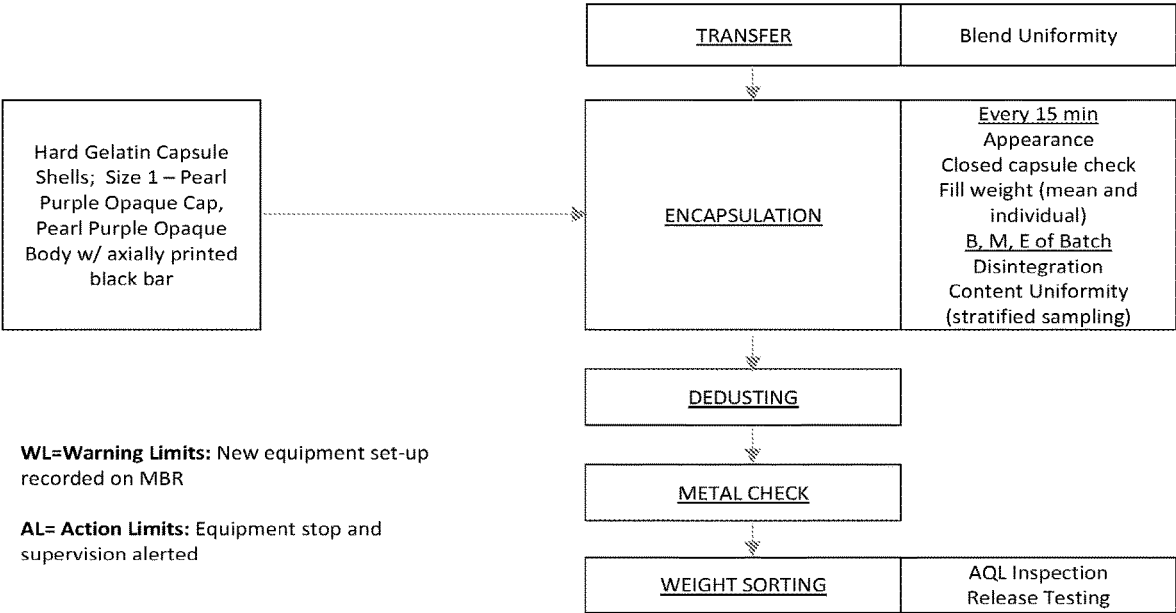 TRANSFER
Blend Uniformity
Hard Gelatin Capsule
Shells;  Size 1 – Pearl
Purple Opaque Cap,
Pearl Purple Opaque
Body w/ axially printed
black bar
ENCAPSULATION
Every 15 min
Appearance
Closed capsule check
Fill weight (mean and
individual)
B, M, E of Batch
Disintegration
Content Uniformity
(stratified sampling)
DEDUSTING
WL=Warning Limits: New equipment set-up
recorded on MBR
METAL CHECK
AL= Action Limits: Equipment stop and
supervision alerted
WEIGHT SORTING
AQL Inspection
Release Testing